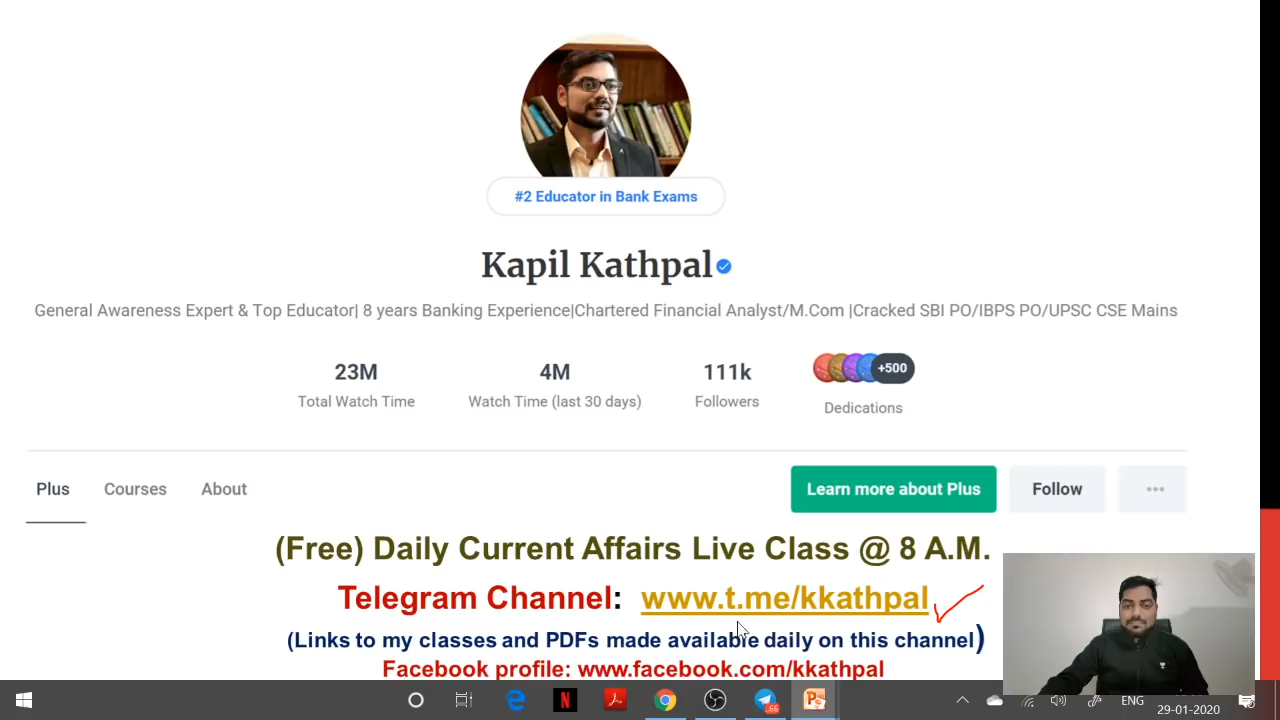 #2 Educator in Bank Exams
Kapil Kathpal
General Awareness Expert & Top Educator| 8 years Banking Experience|Chartered Financial Analyst/M.Com |Cracked SBI PO/IBPS PO/UPSC CSE Mains
23M 4M 111k +500
Total Watch Time Watch Time (last 30 days) Followers Dedications
Plus Courses About Learn more about Plus Follow
(Free) Daily Current Affairs Live Class @ 8 A.M.
Telegram Channel: www.t.me/kkathpal
(Links to my classes and PDFs made available daily on this channel)
Facebook profile: www.facebook.com/kkathpal
ENG
29-01-2020